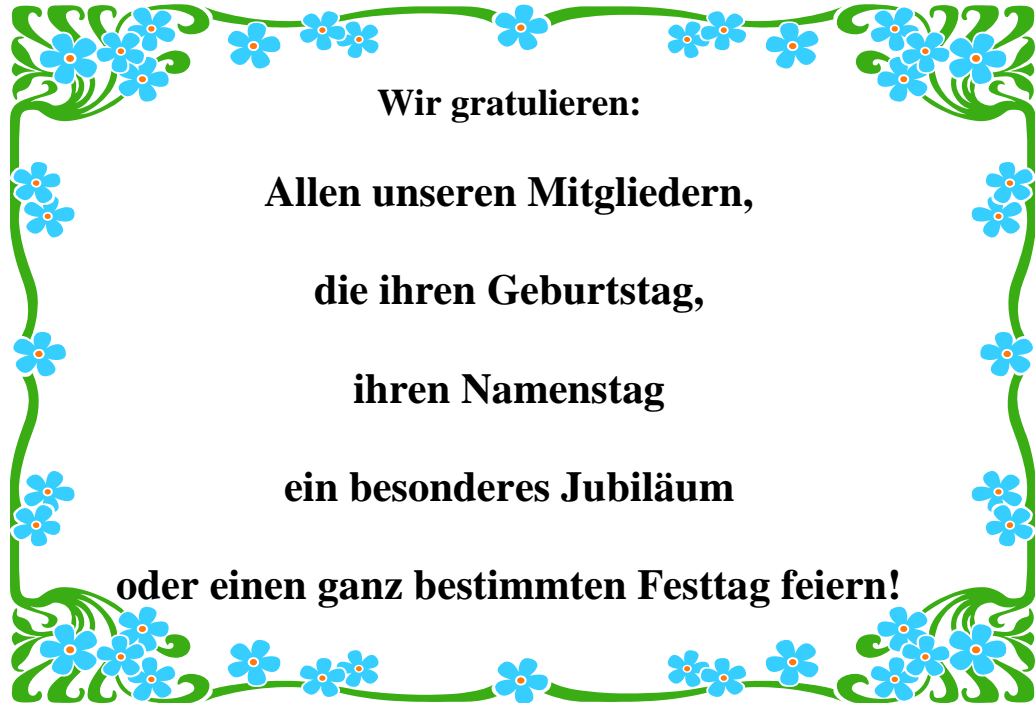 Wir gratulieren:
Allen unseren Mitgliedern,
die ihren Geburtstag,
ihren Namenstag
ein besonderes Jubiläum
oder einen ganz bestimmten Festtag feiern!